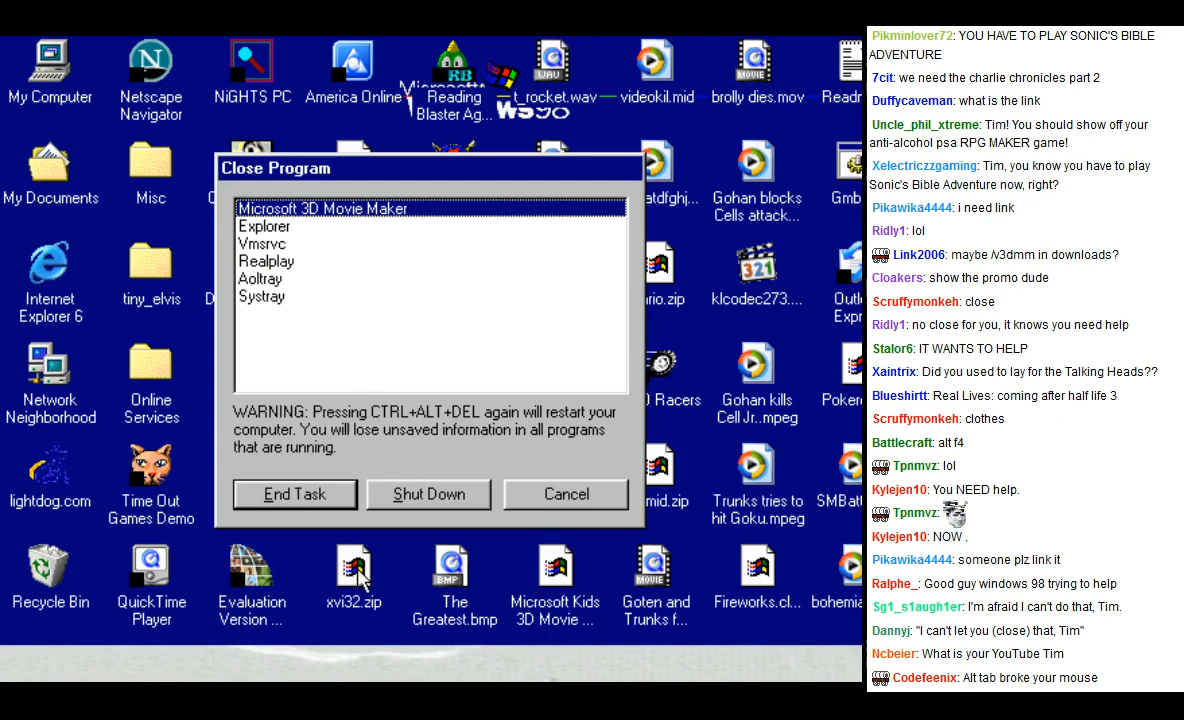 My Computer
Netscape
Navigator
NiGHTS PC
America Online
Reading
Blaster Ag...
t_rocket.wav
WS98
videokil.mid
brolly dies.mov
My Documents
Misc
Gohan blocks
Cells attack...
Internet
Explorer 6
tiny_elvis
klcodec273....
Network
Neighborhood
Online
Services
Gohan kills
Cell Jr..mpeg
lightdog.com
Time Out
Games Demo
mid.zip
Trunks tries to
hit Goku.mpeg
Recycle Bin
QuickTime
Player
Evaluation
Version ...
xvi32.zip
The
Greatest.bmp
Microsoft Kids
3D Movie ...
Goten and
Trunks f...
Fireworks.cl...
Close Program
Microsoft 3D Movie Maker
Explorer
Vmsrvc
Realplay
Aoltray
Systray
WARNING: Pressing CTRL+ALT+DEL again will restart your
computer. You will lose unsaved information in all programs
that are running.
End Task
Shut Down
Cancel
Pikminlover72: YOU HAVE TO PLAY SONIC'S BIBLE
ADVENTURE
7cit: we need the charlie chronicles part 2
Duffycaveman: what is the link
Uncle_phil_xtreme: Tim! You should show off your
anti-alcohol psa RPG MAKER game!
Xelectriczzgaming: Tim, you know you have to play
Sonic's Bible Adventure now, right?
Pikawika4444: i need link
Ridly1: lol
Link2006: maybe /v3dmm in downloads?
Cloakers: show the promo dude
Scruffymonkeh: close
Ridly1: no close for you, it knows you need help
Stalor6: IT WANTS TO HELP
Xaintrix: Did you used to lay for the Talking Heads??
Blueshirtt: Real Lives: coming after half life 3
Scruffymonkeh: clothes
Battlecraft: alt f4
Tpnmvz: lol
Kylejen10: You NEED help.
Tpnmvz:
Kylejen10: NOW .
Pikawika4444: someone plz link it
Ralphe_: Good guy windows 98 trying to help
Sg1_s1augh1er: I'm afraid I can't do that, Tim.
Dannyj: "I can't let you (close) that, Tim"
Ncbeier: What is your YouTube Tim
Codefeenix: Alt tab broke your mouse